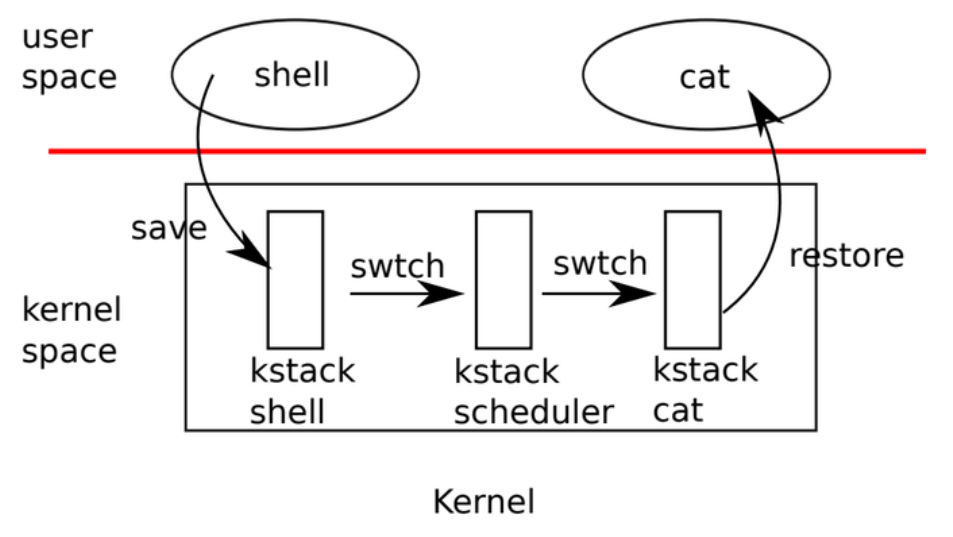 user
space
shell
cat
save
swtch
swtch
restore
kernel
space
kstack
shell
kstack
scheduler
kstack
cat
Kernel